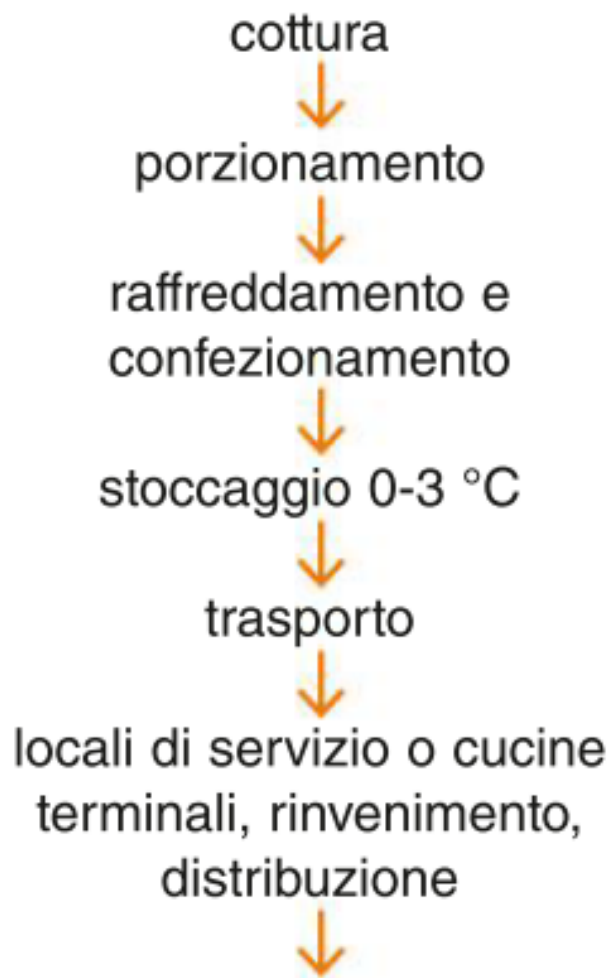 cottura
porzionamento
raffreddamento e
confezionamento
stoccaggio 0-3 °C
trasporto
locali di servizio o cucine
terminali, rinvenimento,
distribuzione